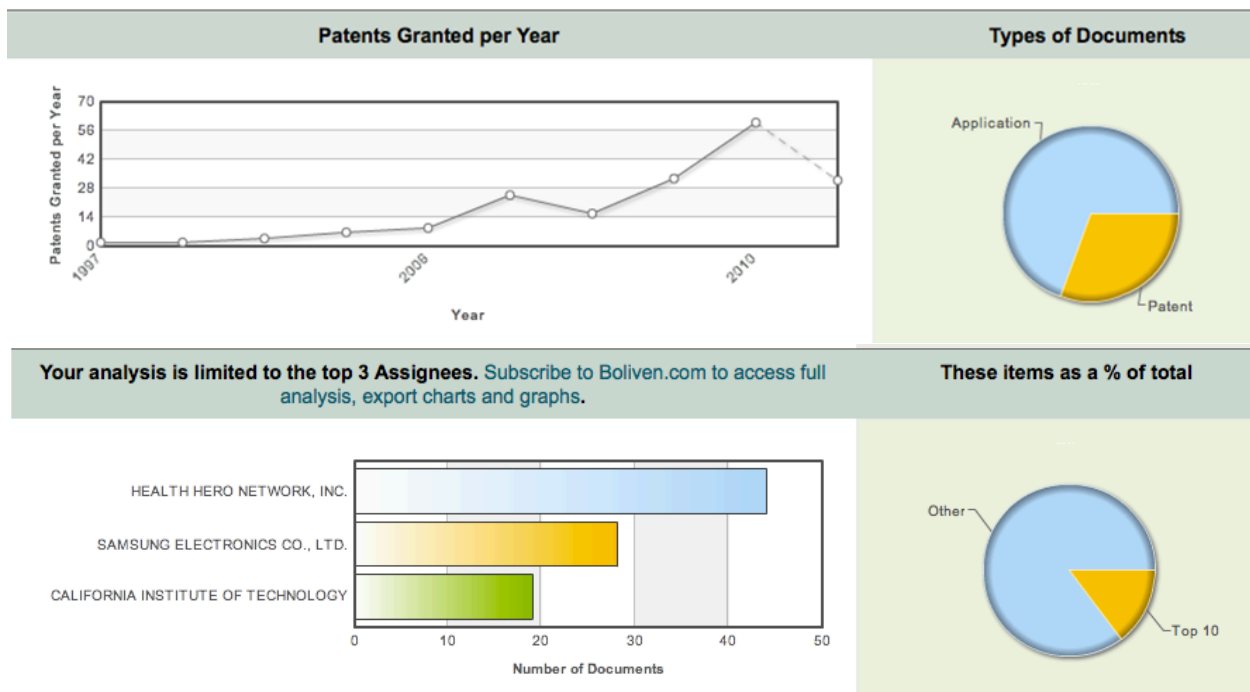 Patents Granted per Year
Types of Documents
Patents Granted per Year
70
56
42
28
14
0
1997
2006
2010
Year
Application
Patent
Your analysis is limited to the top 3 Assignees. Subscribe to Boliven.com to access full
analysis, export charts and graphs.
These items as a % of total
HEALTH HERO NETWORK, INC.
SAMSUNG ELECTRONICS CO., LTD.
CALIFORNIA INSTITUTE OF TECHNOLOGY
0 10 20 30 40 50
Number of Documents
Other
Top 10